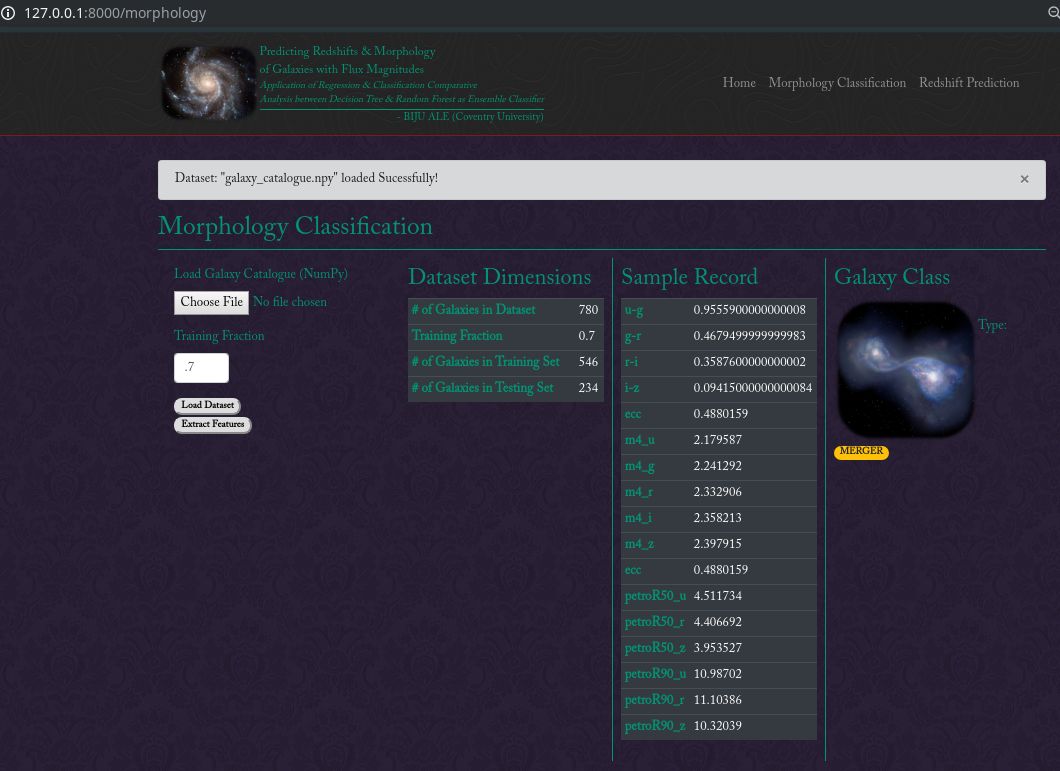 127.0.0.1:8000/morphology
Predicting Redshifts & Morphology
of Galaxies with Flux Magnitudes
Application of Regression & Classification Comparative
Analysis between Decision Tree & Random Forest as Ensemble Classifier
- BIJU ALE (Coventry University)
Home Morphology Classification Redshift Prediction
Dataset: "galaxy_catalogue.npy" loaded Sucessfully! ×
Morphology Classification
Load Galaxy Catalogue (NumPy)
Choose File No file chosen
Training Fraction
.7
Load Dataset
Extract Features
Dataset Dimensions
# of Galaxies in Dataset 780
Training Fraction 0.7
# of Galaxies in Training Set 546
# of Galaxies in Testing Set 234
Sample Record
u-g 0.9555900000000008
g-r 0.4679499999999983
r-i 0.3587600000000002
i-z 0.09415000000000084
ecc 0.4880159
m4_u 2.179587
m4_g 2.241292
m4_r 2.332906
m4_i 2.358213
m4_z 2.397915
ecc 0.4880159
petroR50_u 4.511734
petroR50_r 4.406692
petroR50_z 3.953527
petroR90_u 10.98702
petroR90_r 11.10386
petroR90_z 10.32039
Galaxy Class
Type:
MERGER